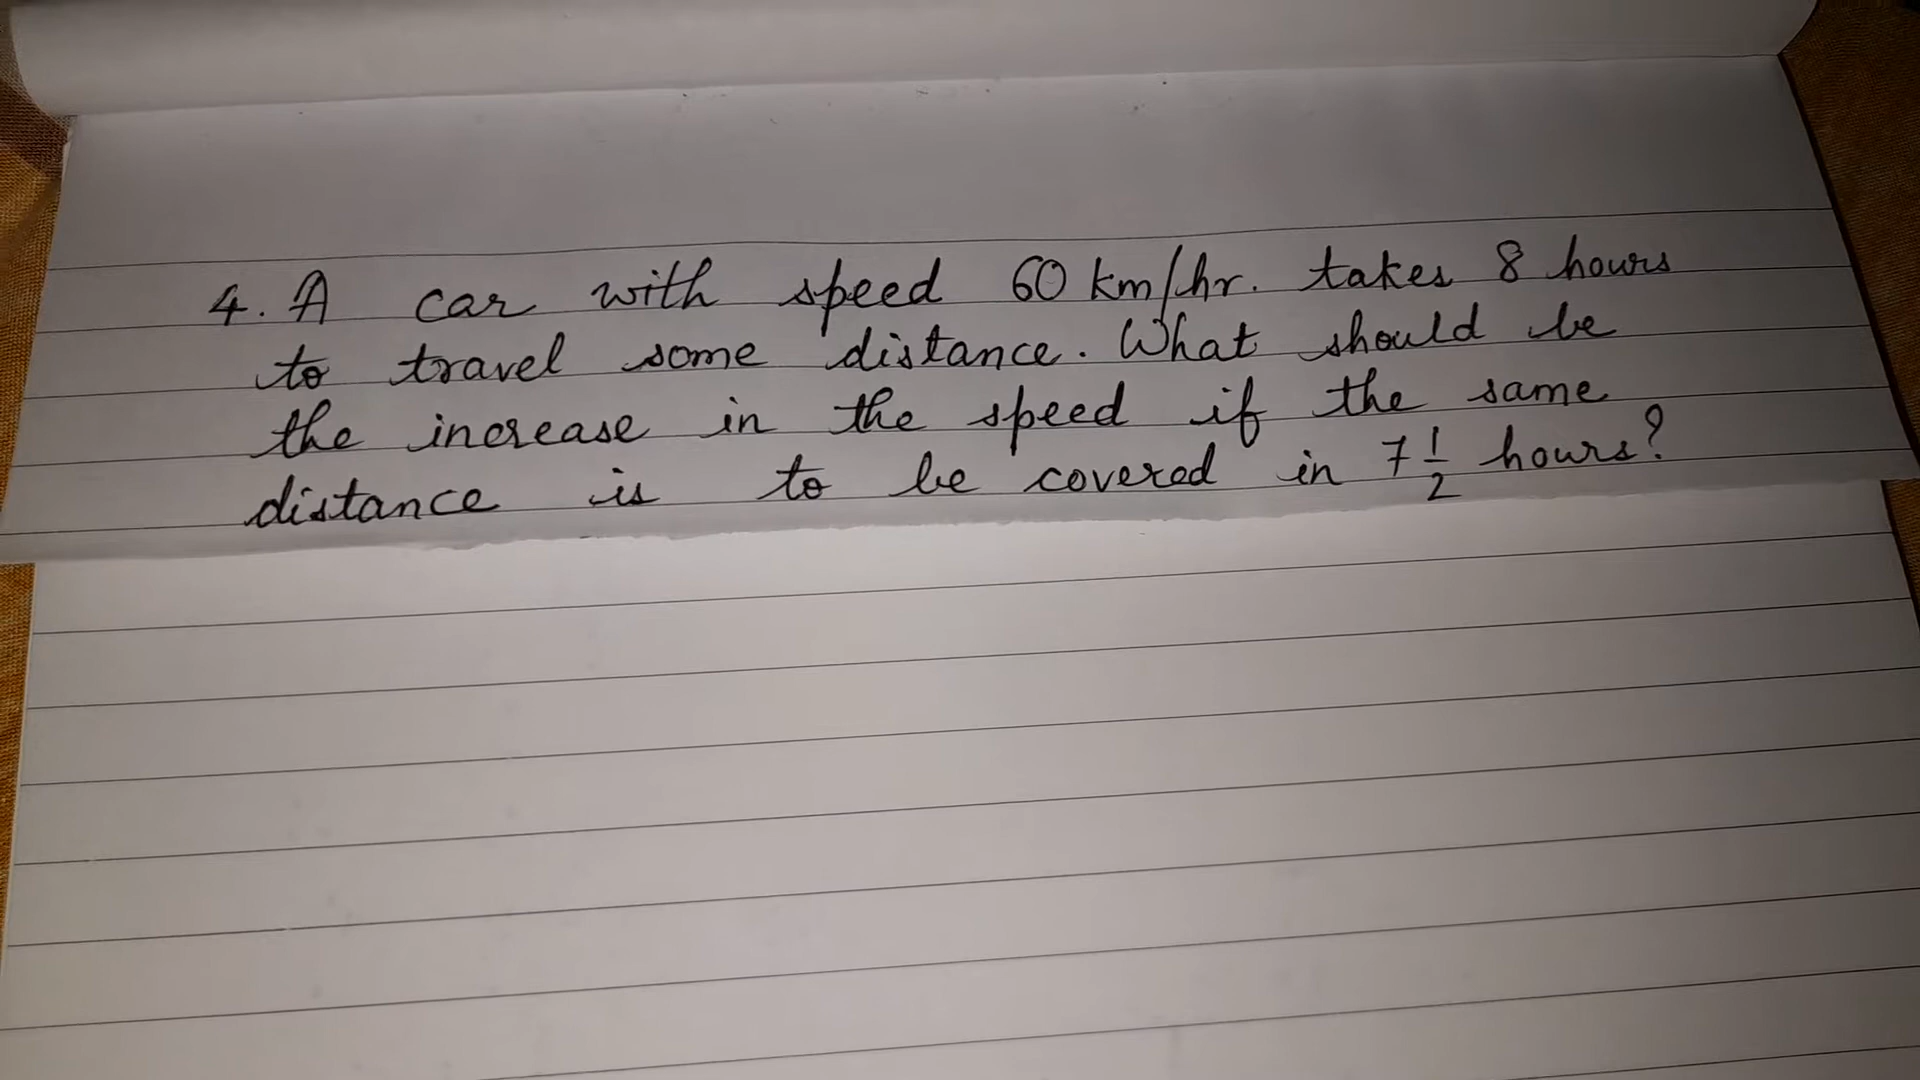 4. A car with speed 60 km/hr. takes 8 hours
to travel some distance. What should be
the increase in the speed if the same
distance is to be covered in 7 1/2 hours?